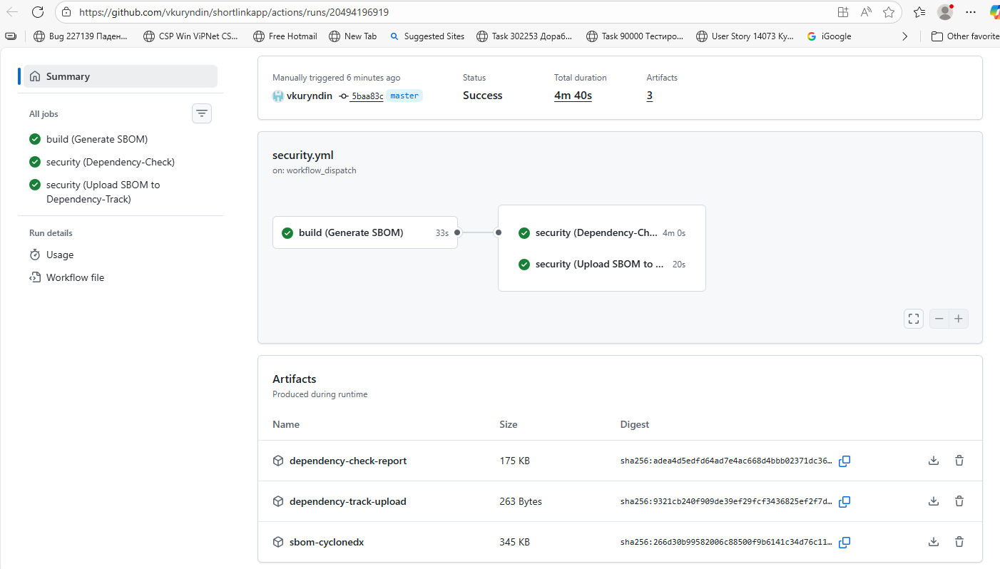 https://github.com/vkuryndin/shortlinkapp/actions/runs/20494196919
Bug 227139 Паден...
CSP Win ViPNet CS...
Free Hotmail
New Tab
Suggested Sites
Task 302253 Дораб...
Task 90000 Тестиро...
User Story 14073 Ку...
iGoogle
Other favorite
Summary
All jobs
build (Generate SBOM)
security (Dependency-Check)
security (Upload SBOM to
Dependency-Track)
Run details
Usage
Workflow file
Manually triggered 6 minutes ago
vkuryndin 5baa83c master
Status
Success
Total duration
4m 40s
Artifacts
3
security.yml
on: workflow_dispatch
build (Generate SBOM) 33s
security (Dependency-Ch... 4m 0s
security (Upload SBOM to ... 20s
Artifacts
Produced during runtime
Name Size Digest
dependency-check-report 175 KB sha256:adea4d5edfd64ad7e4ac668d4bbb02371dc36…
dependency-track-upload 263 Bytes sha256:9321cb240f909de39ef29fcf3436825ef2f7d…
sbom-cyclonedx 345 KB sha256:266d30b99582006c88500f9b6141c34d76c11…